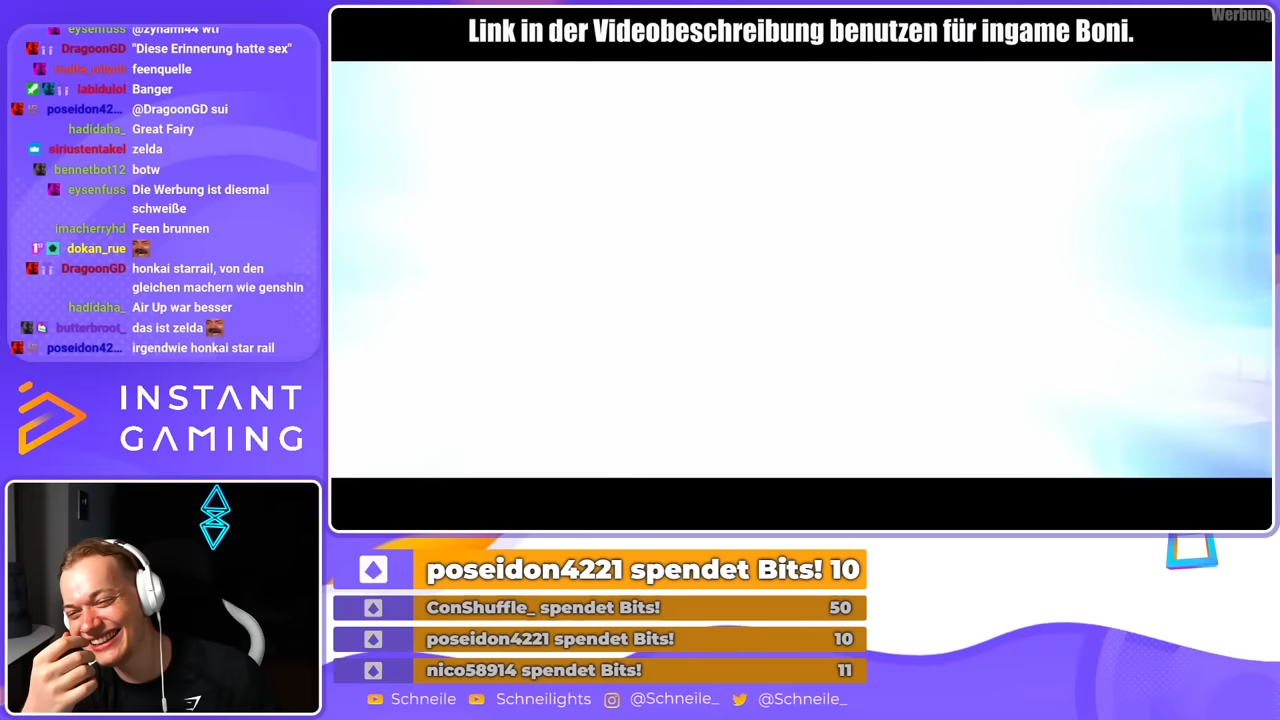 Werbung
Link in der Videobeschreibung benutzen für ingame Boni.
eysenfuss @zynami44 wtf
DragoonGD "Diese Erinnerung hatte sex"
feenquelle
labidulol Banger
poseidon42... @DragoonGD sui
hadidaha_ Great Fairy
siriustentakel zelda
bennetbot12 botw
eysenfuss Die Werbung ist diesmal
schweiße
imacherryhd Feen brunnen
dokan_rue
DragoonGD honkai starrail, von den
gleichen machern wie genshin
hadidaha_ Air Up war besser
butterbroot_ das ist zelda
poseidon42... irgendwie honkai star rail
INSTANT
GAMING
poseidon4221 spendet Bits! 10
ConShuffle_ spendet Bits! 50
poseidon4221 spendet Bits! 10
nico58914 spendet Bits! 11
Schneile Schneilights @Schneile_ @Schneile_